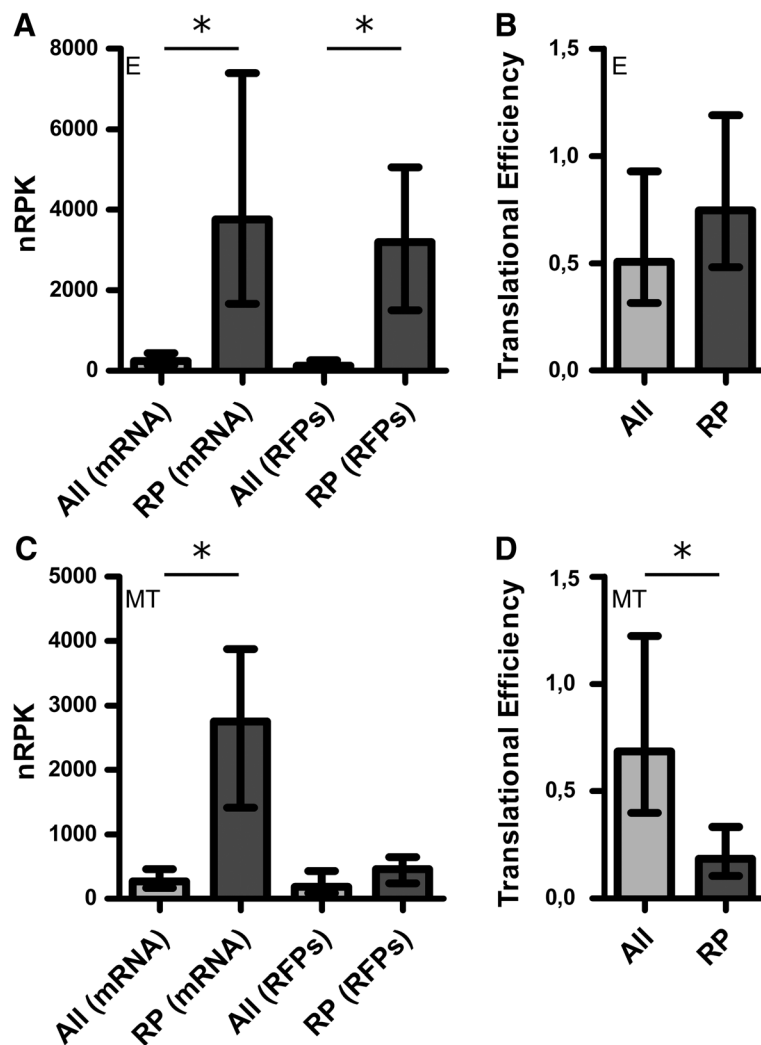 A
*
*
E
8000
6000
4000
2000
0
nRPK
All (mRNA)
RP (mRNA)
All (RFPs)
RP (RFPs)
B
E
1,5
1,0
0,5
0,0
Translational Efficiency
All
RP
C
*
MT
5000
4000
3000
2000
1000
0
nRPK
All (mRNA)
RP (mRNA)
All (RFPs)
RP (RFPs)
D
*
MT
1,5
1,0
0,5
0,0
Translational Efficiency
All
RP